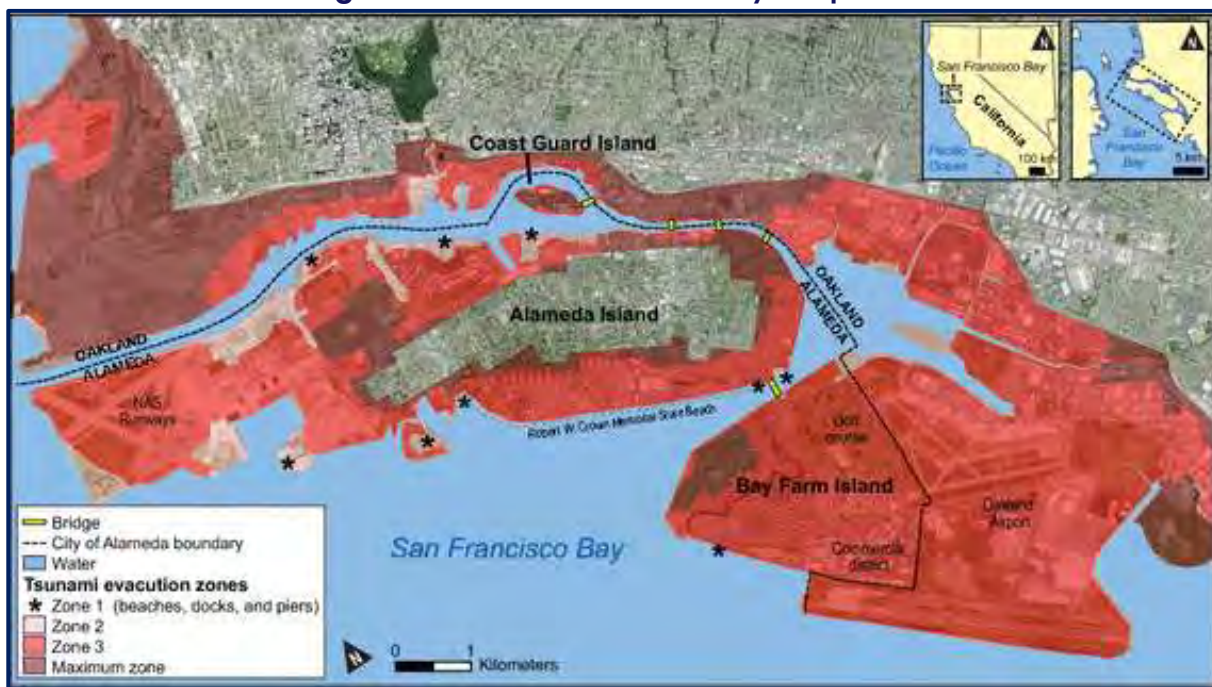 N
San Francisco Bay
California
Pacific
Ocean
100 km
N
San
Francisco
Bay
5 km
Coast Guard Island
Alameda Island
OAKLAND
ALAMEDA
OAKLAND
ALAMEDA
NAS
Runways
Robert W. Crown Memorial State Beach
Golf
course
Bay Farm Island
Oakland
Airport
Commercial
district
San Francisco Bay
Bridge
City of Alameda boundary
Water
Tsunami evacution zones
* Zone 1 (beaches, docks, and piers)
Zone 2
Zone 3
Maximum zone
N
0 1
Kilometers